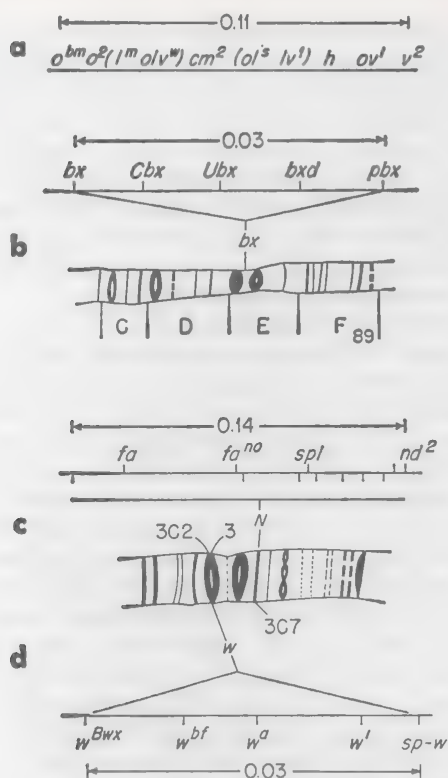 0.11
a
o^bm o^2 (l^m olv^w) cm^2 (ol^s lv^1) h ov^1 v^2
0.03
bx Cbx Ubx bxd pbx
b
bx
C D E F 89
0.14
fa fa^no spl nd^2
c
N
3C2 3
3C7
d
w
w^Bwx w^bf w^a w^1 sp-w
0.03